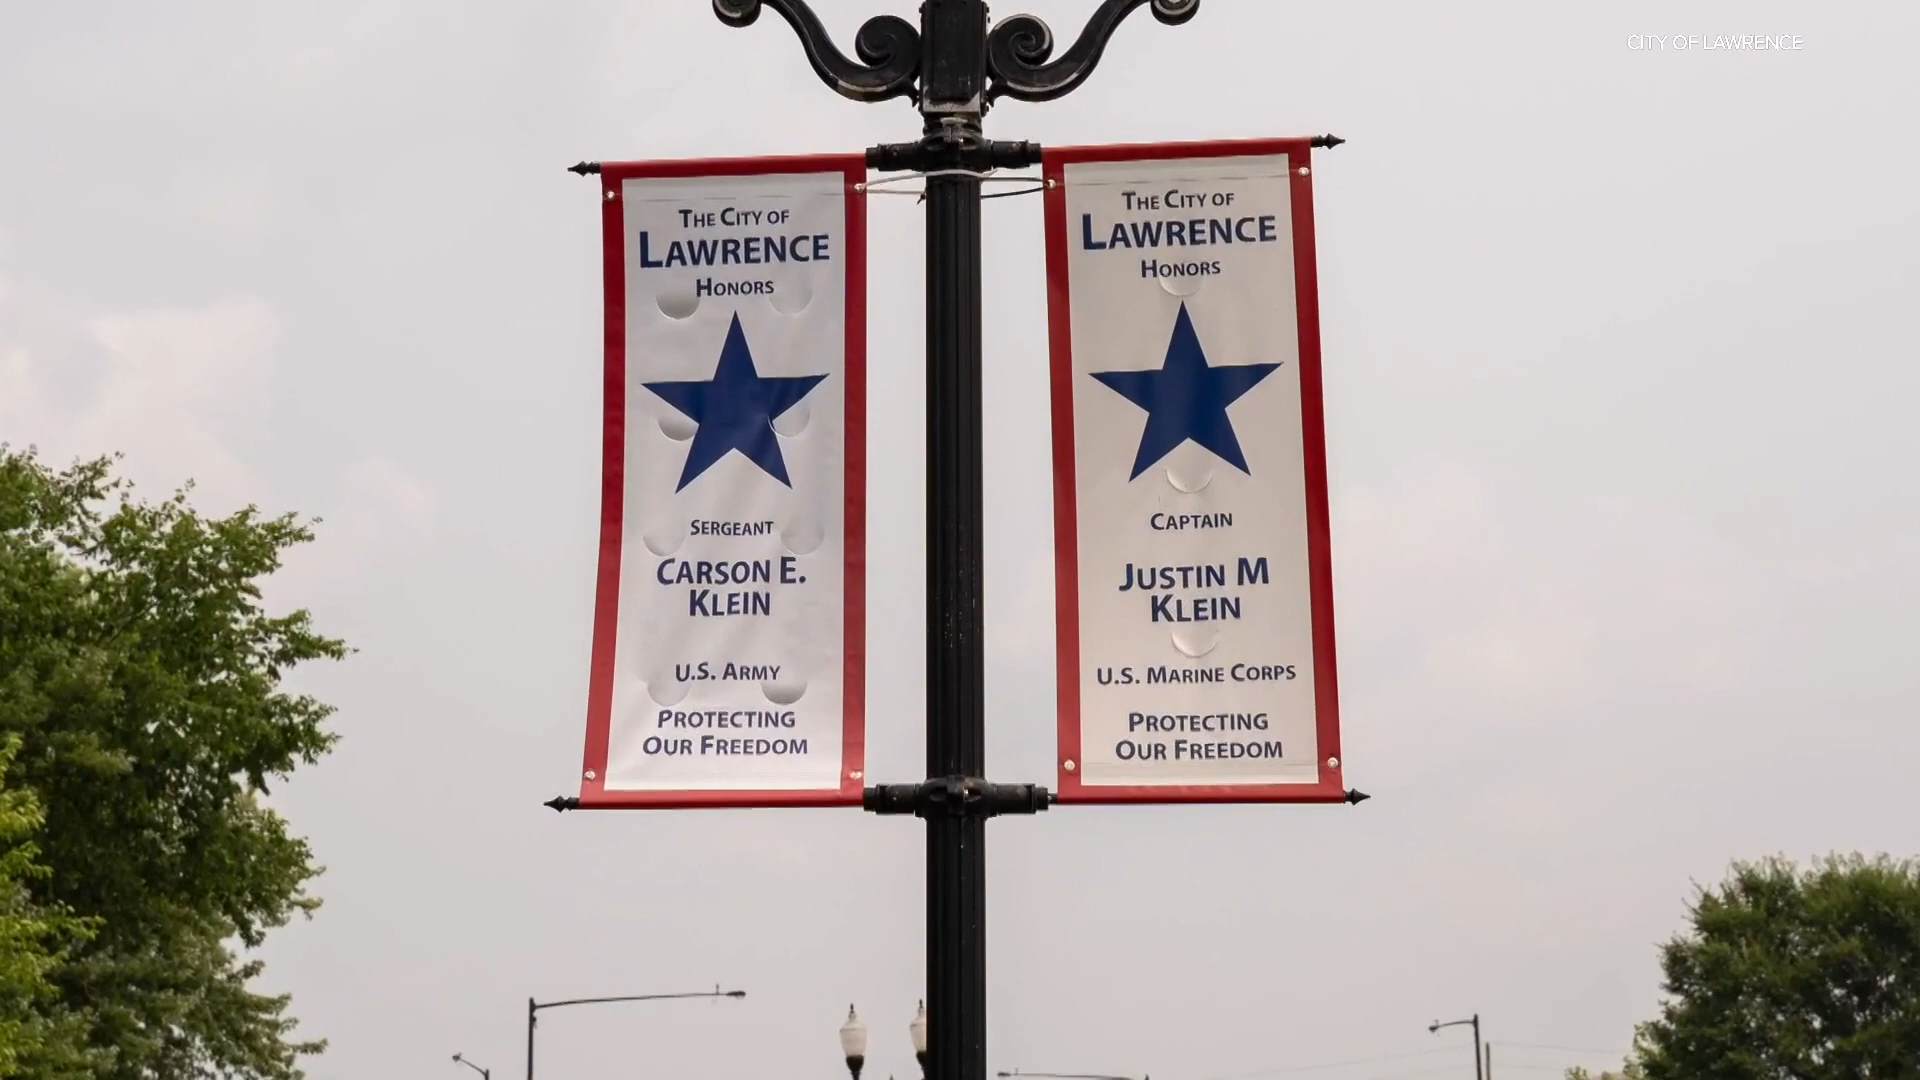 CITY OF LAWRENCE
THE CITY OF
LAWRENCE
HONORS
SERGEANT
CARSON E.
KLEIN
U.S. ARMY
PROTECTING
OUR FREEDOM
THE CITY OF
LAWRENCE
HONORS
CAPTAIN
JUSTIN M
KLEIN
U.S. MARINE CORPS
PROTECTING
OUR FREEDOM